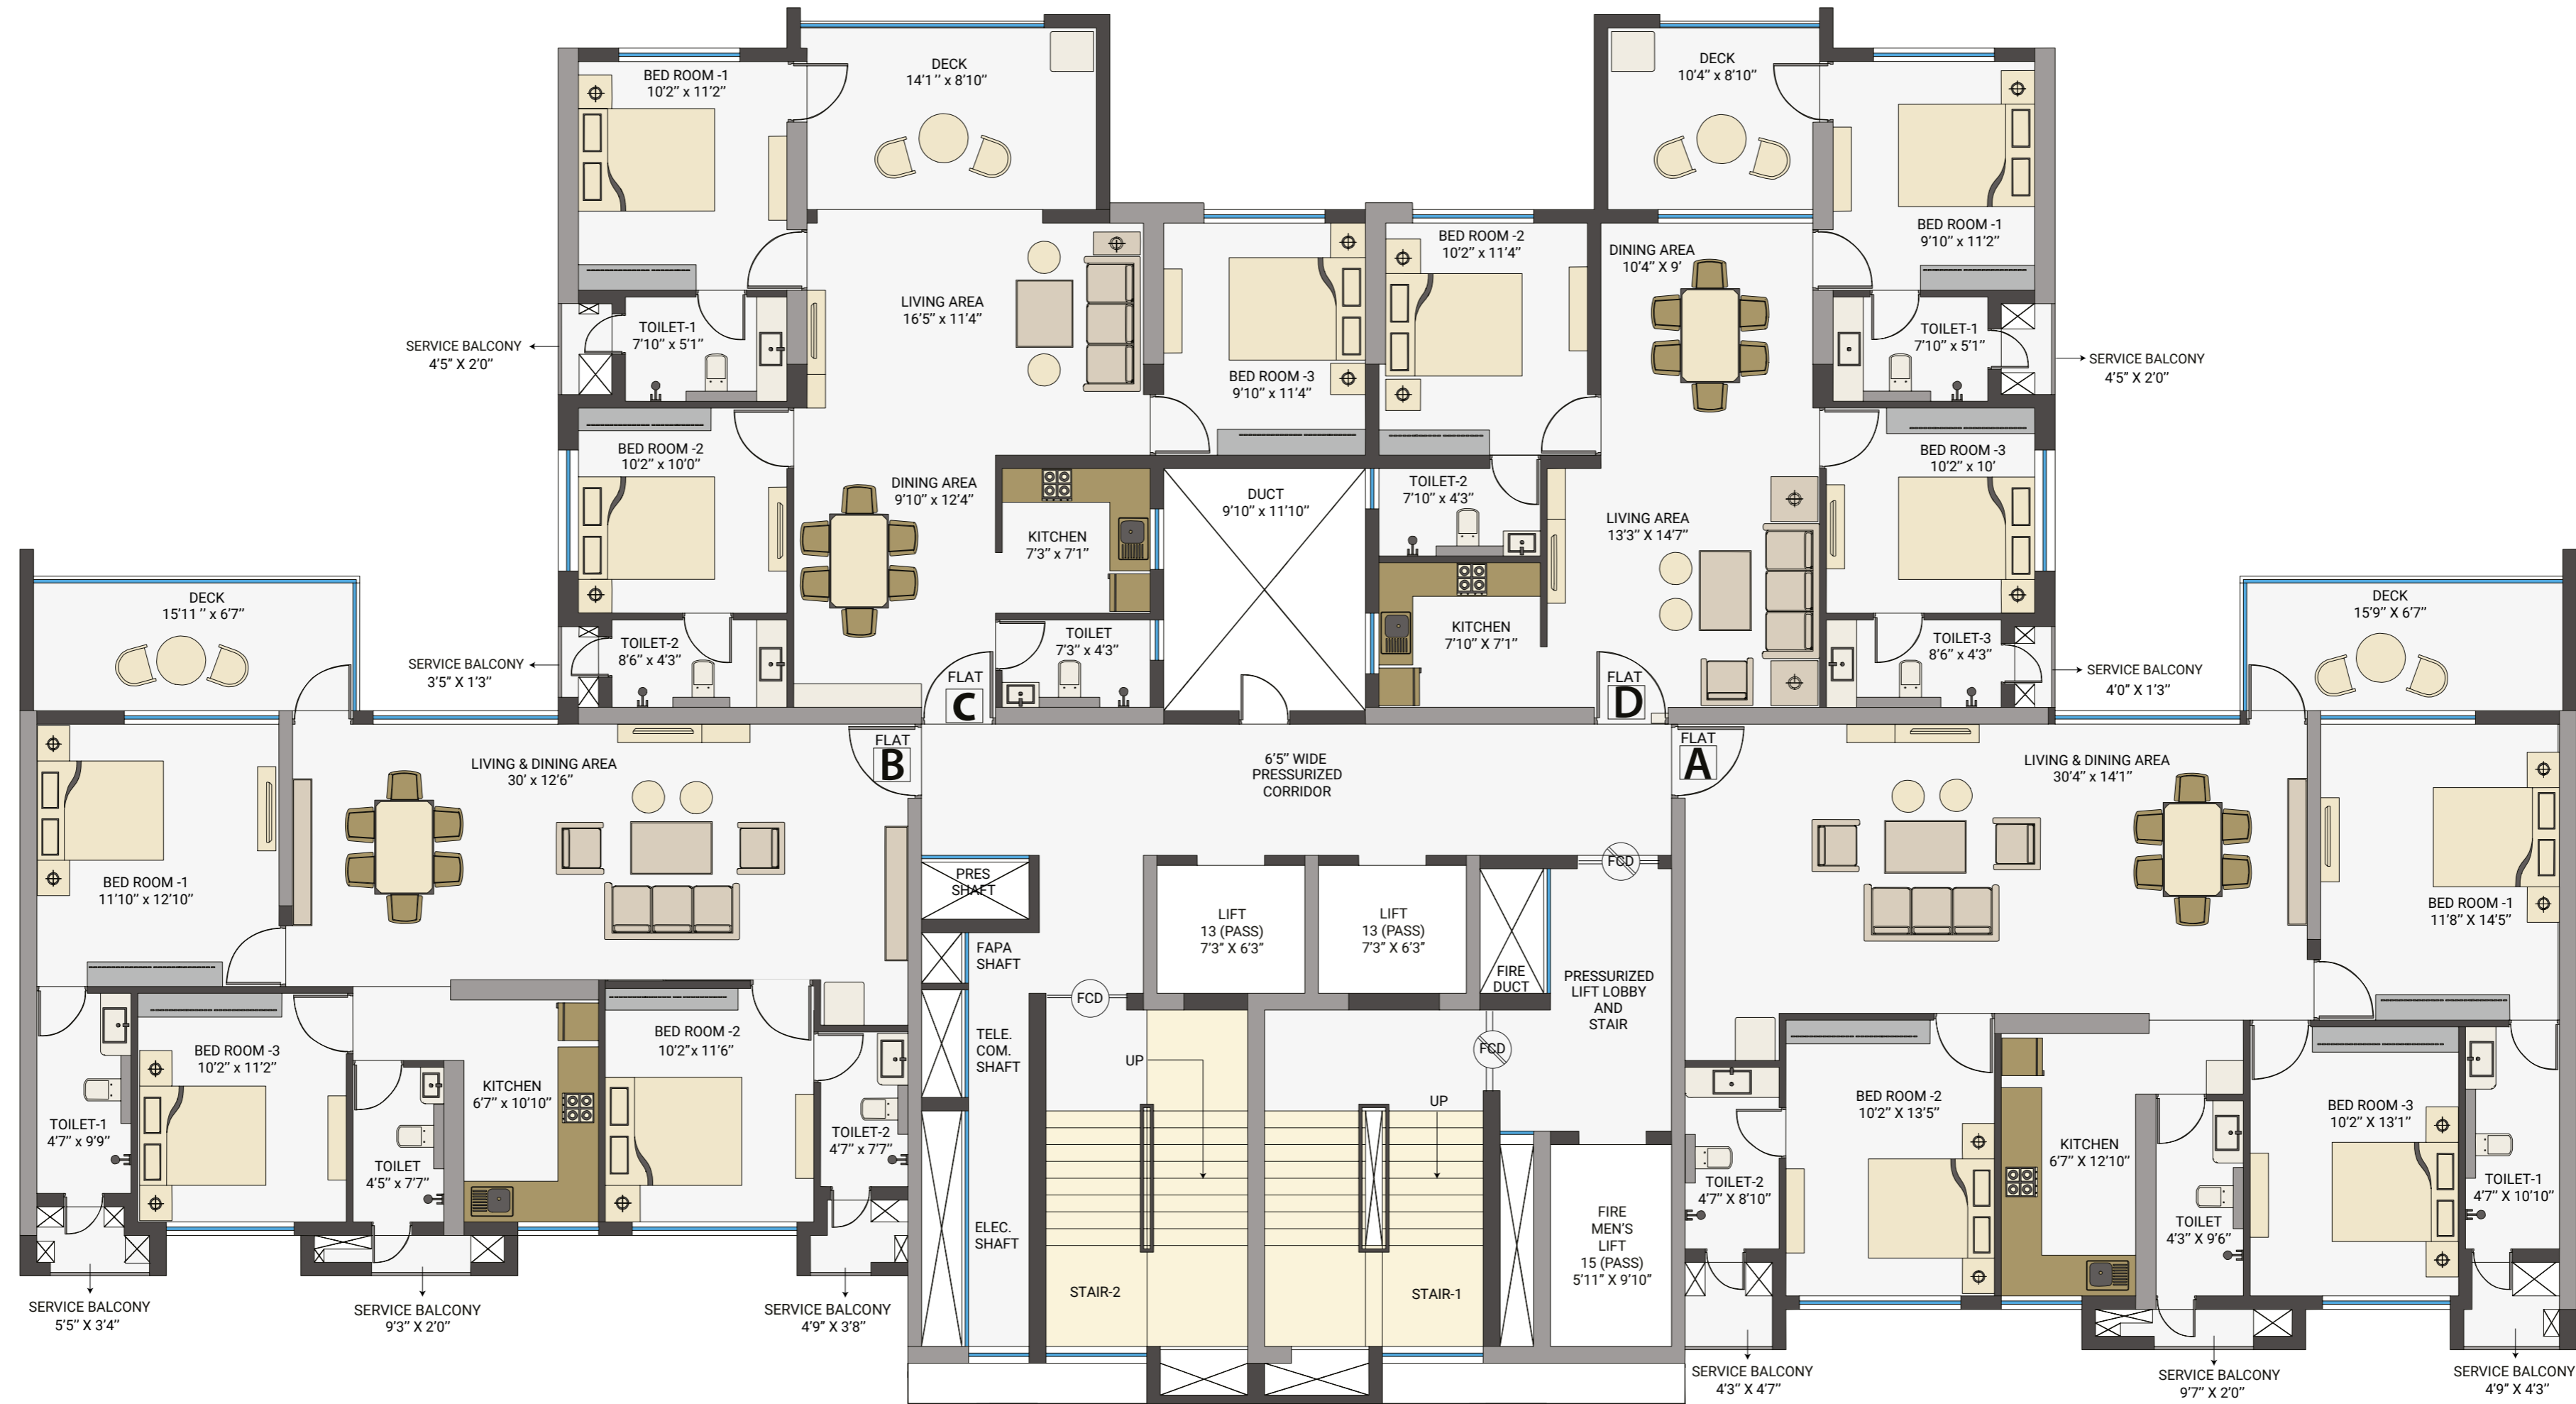 BED ROOM -1
10'2'' x 11'2''
DECK
14'1'' x 8'10''
LIVING AREA
16'5'' x 11'4''
TOILET-1
7'10'' x 5'1''
SERVICE BALCONY
4'5'' X 2'0''
BED ROOM -3
9'10'' x 11'4''
BED ROOM -2
10'2'' x 10'0''
DINING AREA
9'10'' x 12'4''
KITCHEN
7'3'' x 7'1''
TOILET-2
8'6'' x 4'3''
SERVICE BALCONY
3'5'' X 1'3''
TOILET
7'3'' x 4'3''
FLAT
C
DUCT
9'10'' x 11'10''
DECK
10'4'' x 8'10''
BED ROOM -1
9'10'' x 11'2''
BED ROOM -2
10'2'' x 11'4''
DINING AREA
10'4'' X 9'
TOILET-1
7'10'' x 5'1''
SERVICE BALCONY
4'5'' X 2'0''
BED ROOM -3
10'2'' x 10'
TOILET-2
7'10'' x 4'3''
LIVING AREA
13'3'' X 14'7''
KITCHEN
7'10'' X 7'1''
TOILET-3
8'6'' x 4'3''
SERVICE BALCONY
4'0'' X 1'3''
FLAT
D
DECK
15'11 '' x 6'7''
FLAT
B
LIVING & DINING AREA
30' x 12'6''
BED ROOM -1
11'10'' x 12'10''
BED ROOM -3
10'2'' x 11'2''
TOILET-1
4'7'' x 9'9''
TOILET
4'5'' x 7'7''
KITCHEN
6'7'' x 10'10''
BED ROOM -2
10'2''x 11'6''
TOILET-2
4'7'' x 7'7''
SERVICE BALCONY
5'5'' X 3'4''
SERVICE BALCONY
9'3'' X 2'0''
SERVICE BALCONY
4'9'' X 3'8''
6'5'' WIDE
PRESSURIZED
CORRIDOR
PRES
SHAFT
FAPA
SHAFT
TELE.
COM.
SHAFT
ELEC.
SHAFT
LIFT
13 (PASS)
7'3'' X 6'3''
LIFT
13 (PASS)
7'3'' X 6'3''
FIRE
DUCT
FCD
FCD
FCD
PRESSURIZED
LIFT LOBBY
AND
STAIR
UP
UP
STAIR-2
STAIR-1
FIRE
MEN'S
LIFT
15 (PASS)
5'11'' X 9'10''
FLAT
A
DECK
15'9'' X 6'7''
LIVING & DINING AREA
30'4'' x 14'1''
BED ROOM -1
11'8'' X 14'5''
BED ROOM -2
10'2'' X 13'5''
KITCHEN
6'7'' X 12'10''
BED ROOM -3
10'2'' X 13'1''
TOILET-2
4'7'' X 8'10''
TOILET
4'3'' X 9'6''
TOILET-1
4'7'' X 10'10''
SERVICE BALCONY
4'3'' X 4'7''
SERVICE BALCONY
9'7'' X 2'0''
SERVICE BALCONY
4'9'' X 4'3''